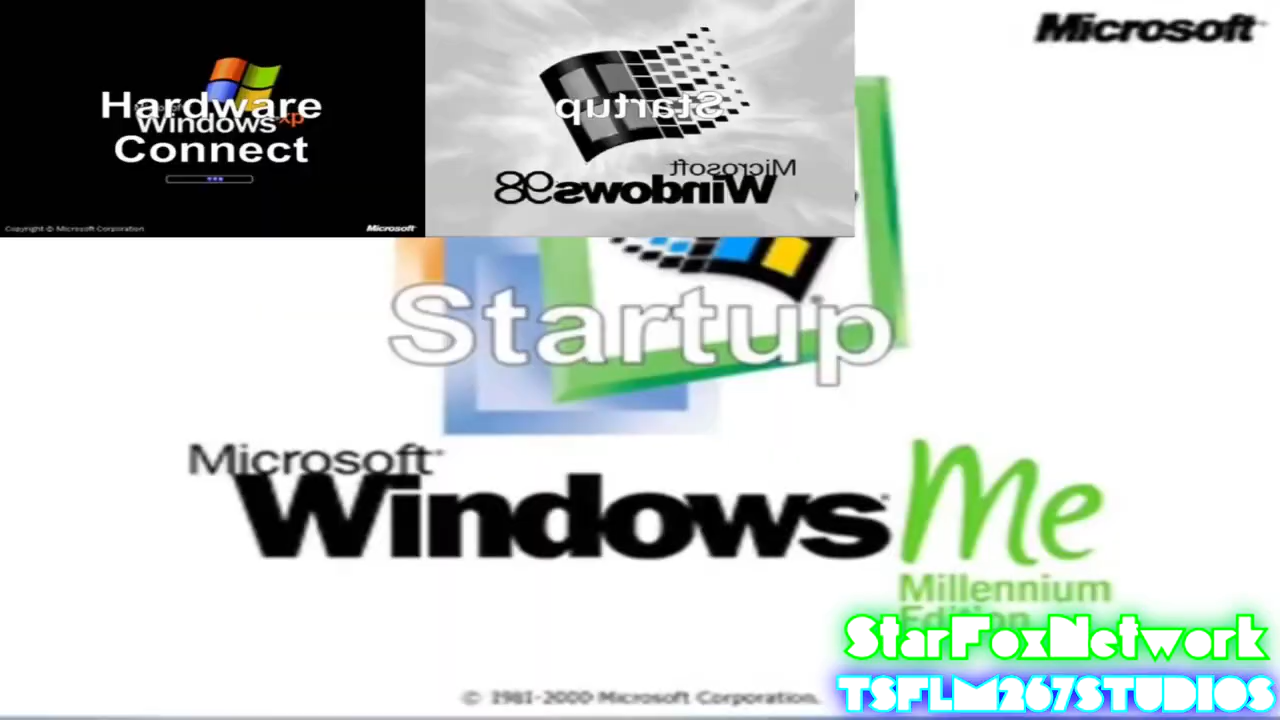 Hardware
Connect
Windows xp
Copyright © Microsoft Corporation
Microsoft
Startup
Microsoft
Windows98
Microsoft
Startup
Microsoft
Windows Me
Millennium
Edition
© 1981-2000 Microsoft Corporation.
StarFoxNetwork
TSFLM267STUDIOS